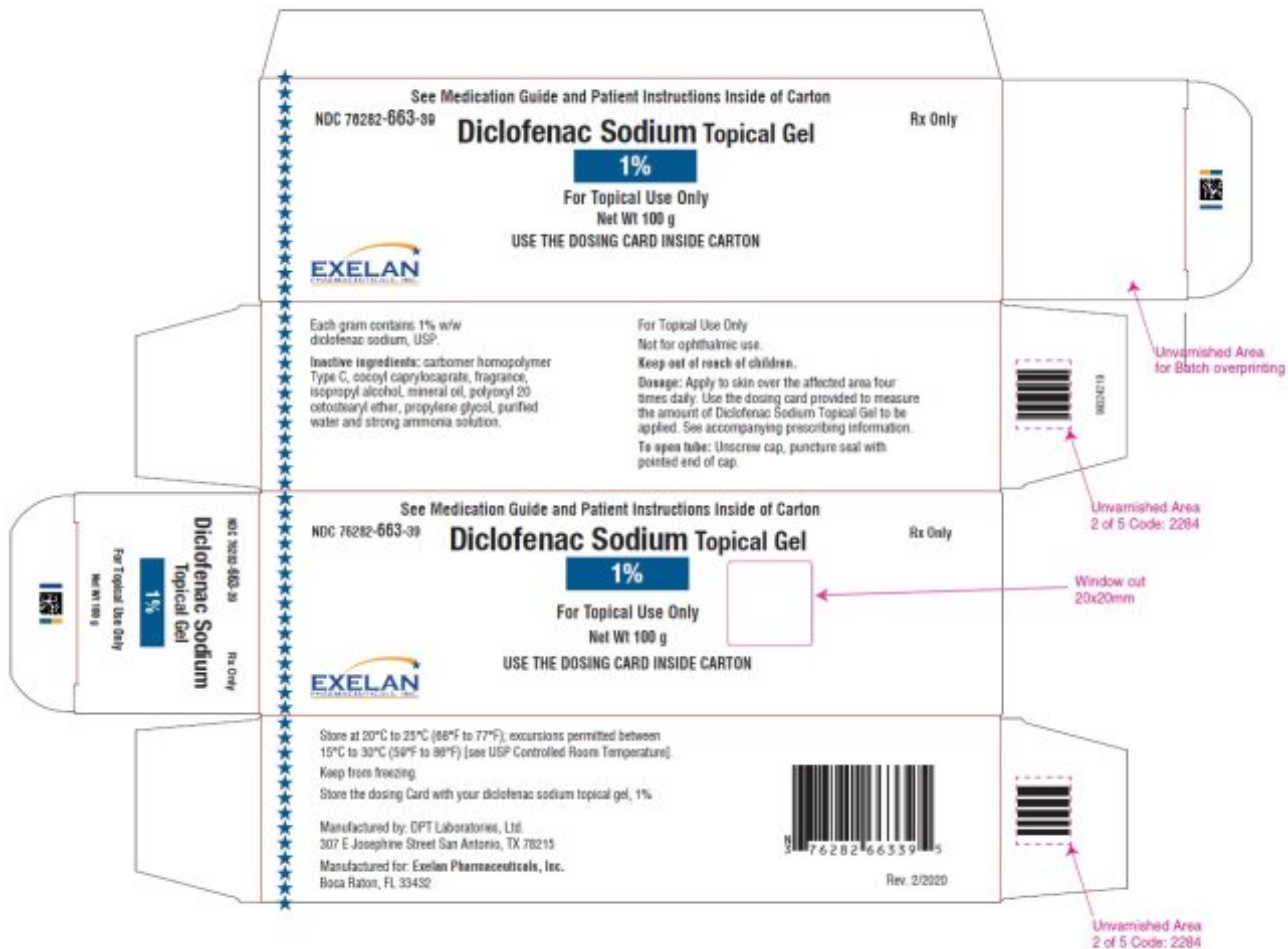 See Medication Guide and Patient Instructions Inside of Carton
NDC 76282-663-39
Rx Only
Diclofenac Sodium Topical Gel
1%
For Topical Use Only
Net Wt 100 g
USE THE DOSING CARD INSIDE CARTON
EXELAN
PHARMACEUTICALS, INC.
Unvarnished Area
for Batch overprinting
Each gram contains 1% w/w
diclofenac sodium, USP.
Inactive ingredients: carbomer homopolymer
Type C, cocoyl caprylocaprate, fragrance,
isopropyl alcohol, mineral oil, polyoxyl 20
cetostearyl ether, propylene glycol, purified
water and strong ammonia solution.
For Topical Use Only
Not for ophthalmic use.
Keep out of reach of children.
Dosage: Apply to skin over the affected area four
times daily. Use the dosing card provided to measure
the amount of Diclofenac Sodium Topical Gel to be
applied. See accompanying prescribing information.
To open tube: Unscrew cap, puncture seal with
pointed end of cap.
Unvarnished Area
2 of 5 Code: 2284
NDC 76282-663-39
Rx Only
Diclofenac Sodium
Topical Gel
1%
For Topical Use Only
Net Wt 100 g
See Medication Guide and Patient Instructions Inside of Carton
NDC 76282-663-39
Rx Only
Diclofenac Sodium Topical Gel
1%
For Topical Use Only
Net Wt 100 g
USE THE DOSING CARD INSIDE CARTON
EXELAN
PHARMACEUTICALS, INC.
Window cut
20x20mm
Store at 20°C to 25°C (68°F to 77°F); excursions permitted between
15°C to 30°C (59°F to 86°F) [see USP Controlled Room Temperature].
Keep from freezing.
Store the dosing Card with your diclofenac sodium topical gel, 1%
Manufactured by: DPT Laboratories, Ltd.
307 E Josephine Street San Antonio, TX 78215
Manufactured for: Exelan Pharmaceuticals, Inc.
Boca Raton, FL 33432
N
3 76282 66339 5
Rev. 2/2020
Unvarnished Area
2 of 5 Code: 2284